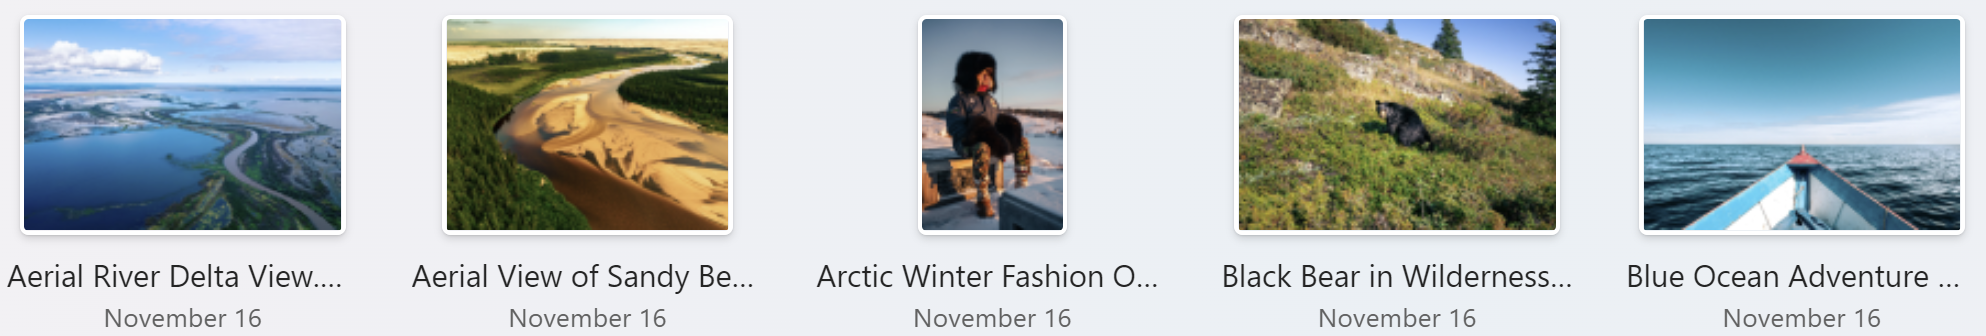 Aerial River Delta View....
November 16
Aerial View of Sandy Be...
November 16
Arctic Winter Fashion O...
November 16
Black Bear in Wilderness...
November 16
Blue Ocean Adventure ...
November 16